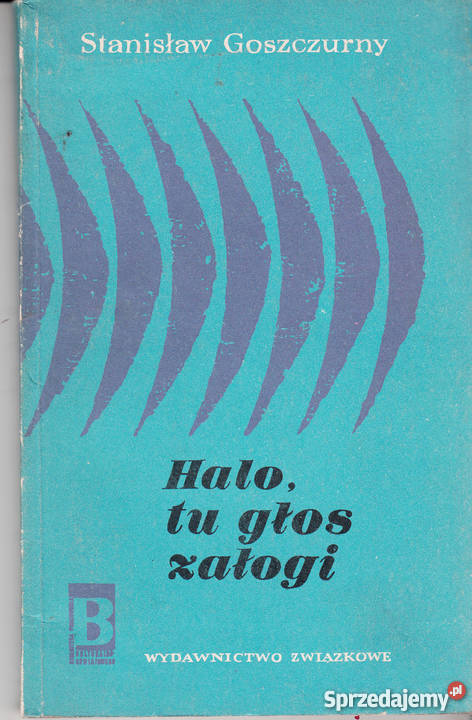 Stanisław Goszczurny
Halo,
tu głos
załogi
B
WYDAWNICTWO ZWIĄZKOWE
Sprzedajemy.pl